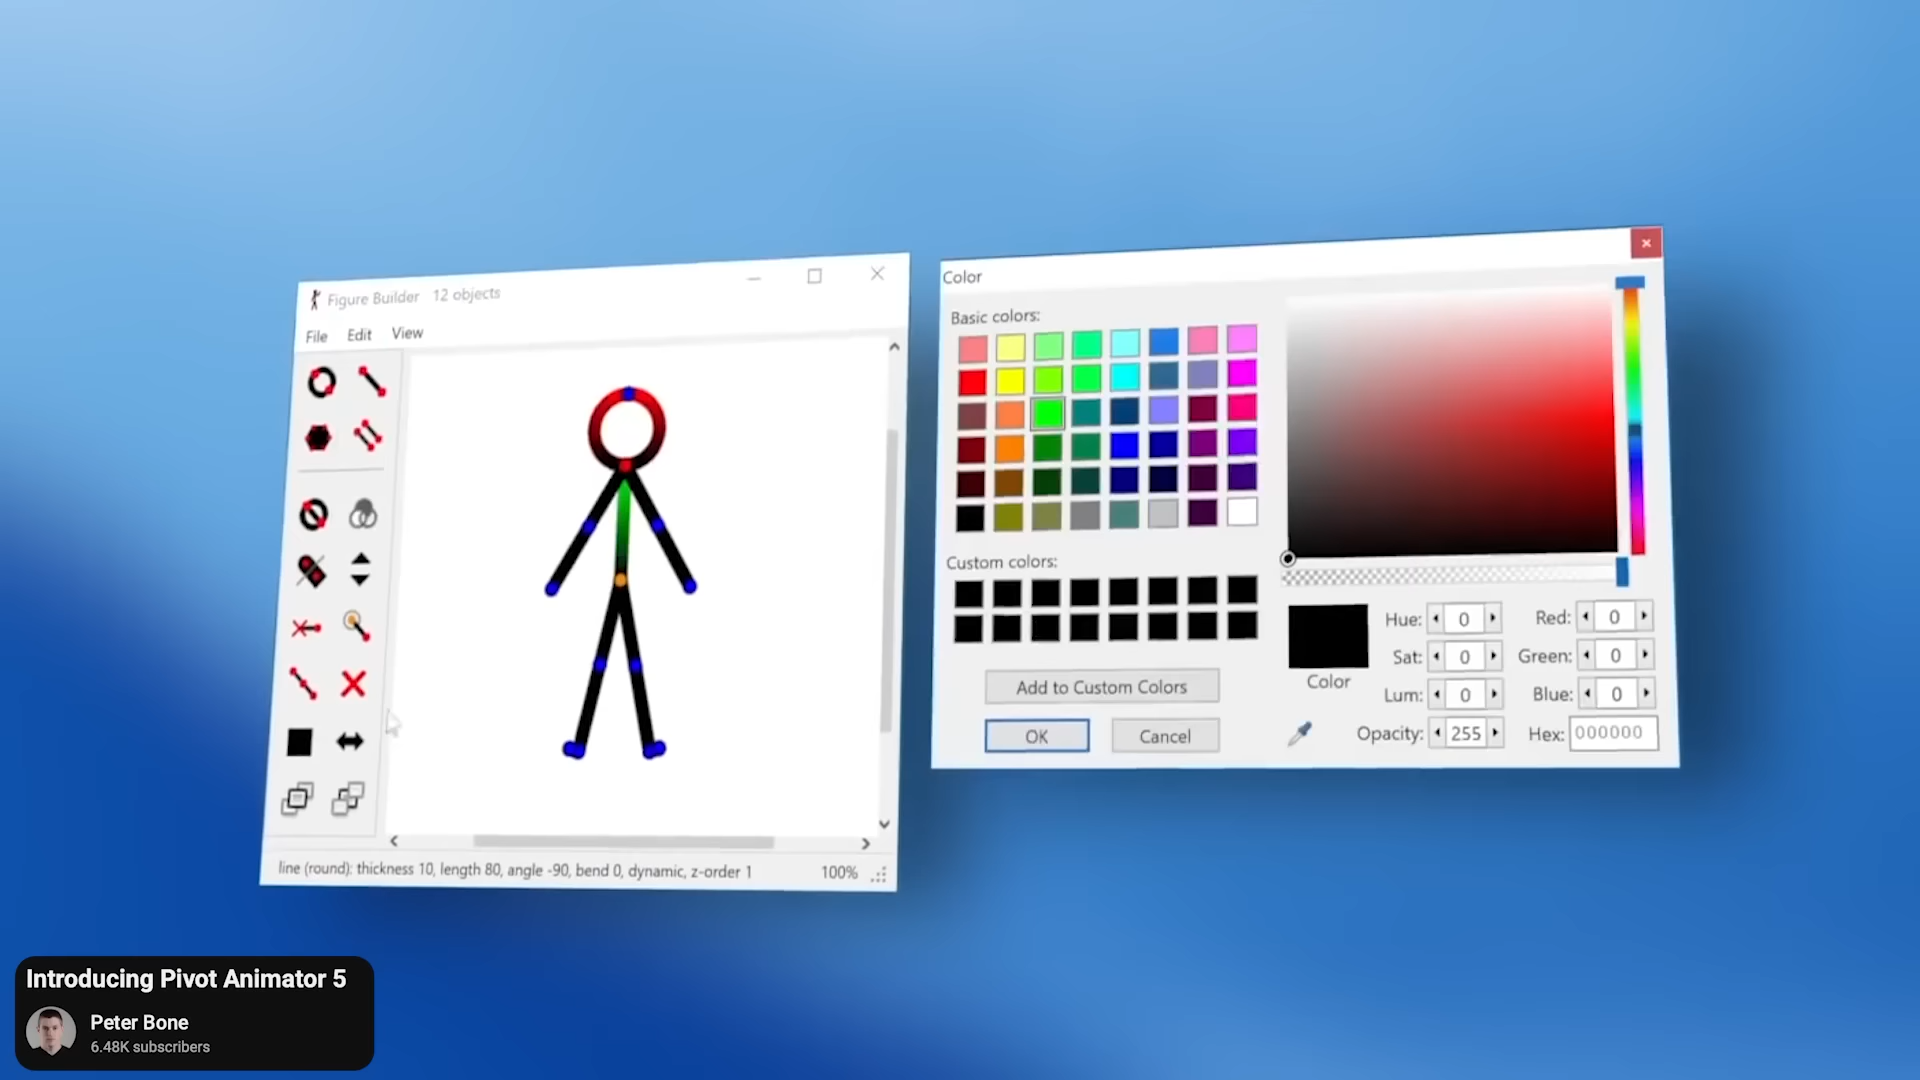 Figure Builder 12 objects
File Edit View
line (round): thickness 10, length 80, angle -90, bend 0, dynamic, z-order 1 100%
Color
Basic colors:
Custom colors:
Add to Custom Colors
OK Cancel
Color
Hue: 0 Red: 0
Sat: 0 Green: 0
Lum: 0 Blue: 0
Opacity: 255 Hex: 000000
Introducing Pivot Animator 5
Peter Bone
6.48K subscribers